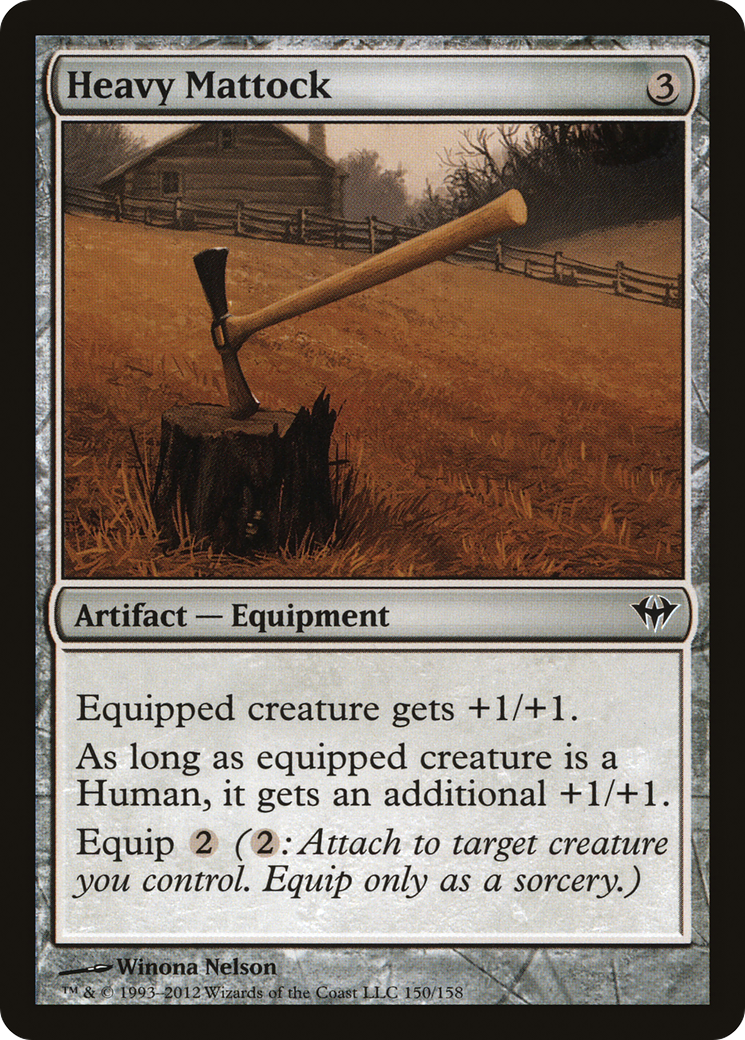 Heavy Mattock 3
Artifact — Equipment
Equipped creature gets +1/+1.
As long as equipped creature is a
Human, it gets an additional +1/+1.
Equip 2 (2: Attach to target creature
you control. Equip only as a sorcery.)
Winona Nelson
™ & © 1993–2012 Wizards of the Coast LLC 150/158